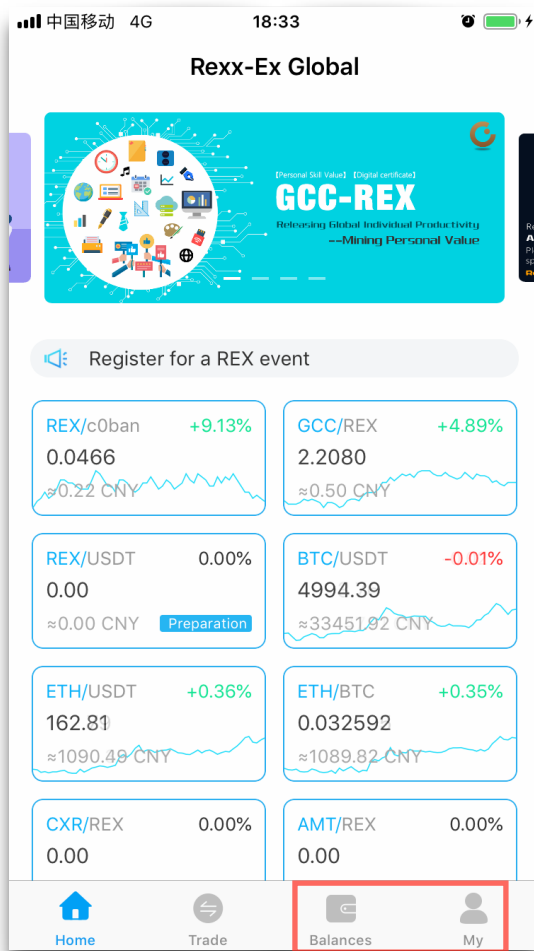 中国移动 4G 18:33
Rexx-Ex Global
【Personal Skill Value】【Digital certificate】
GCC-REX
Releasing Global Individual Productivity
--Mining Personal Value
Register for a REX event
REX/c0ban +9.13%
0.0466
≈0.22 CNY
GCC/REX +4.89%
2.2080
≈0.50 CNY
REX/USDT 0.00%
0.00
≈0.00 CNY Preparation
BTC/USDT -0.01%
4994.39
≈33451.92 CNY
ETH/USDT +0.36%
162.81
≈1090.49 CNY
ETH/BTC +0.35%
0.032592
≈1089.82 CNY
CXR/REX 0.00%
0.00
AMT/REX 0.00%
0.00
Home Trade Balances My